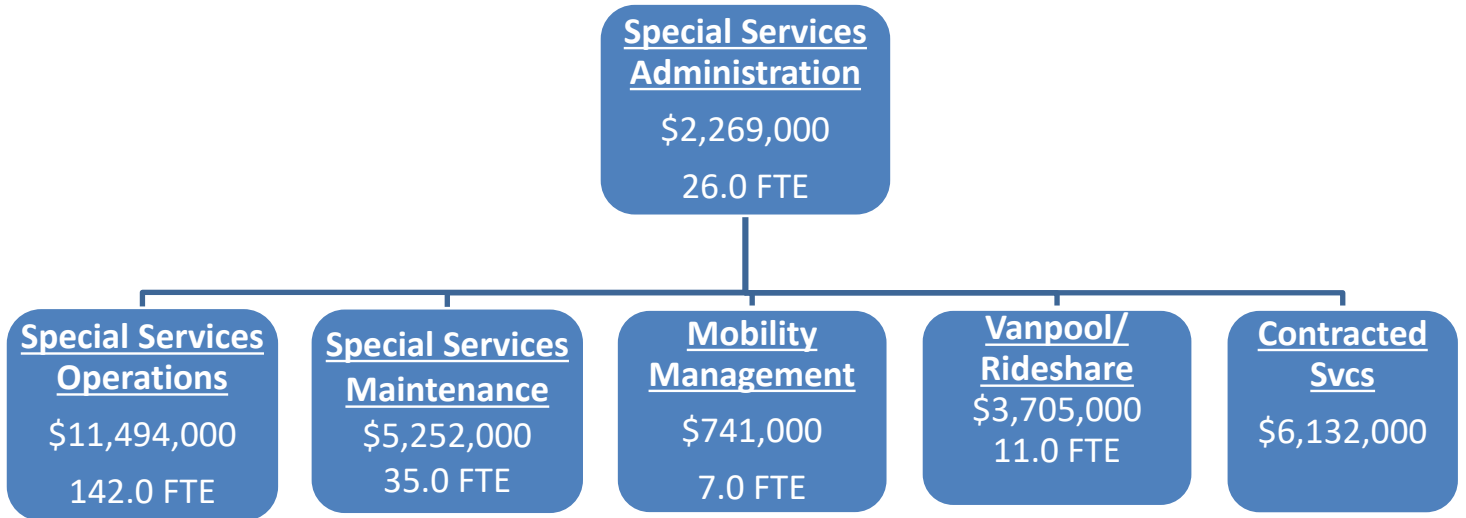 Special Services
Administration
$2,269,000
26.0 FTE
Special Services
Operations
$11,494,000
142.0 FTE
Special Services
Maintenance
$5,252,000
35.0 FTE
Mobility
Management
$741,000
7.0 FTE
Vanpool/
Rideshare
$3,705,000
11.0 FTE
Contracted
Svcs
$6,132,000